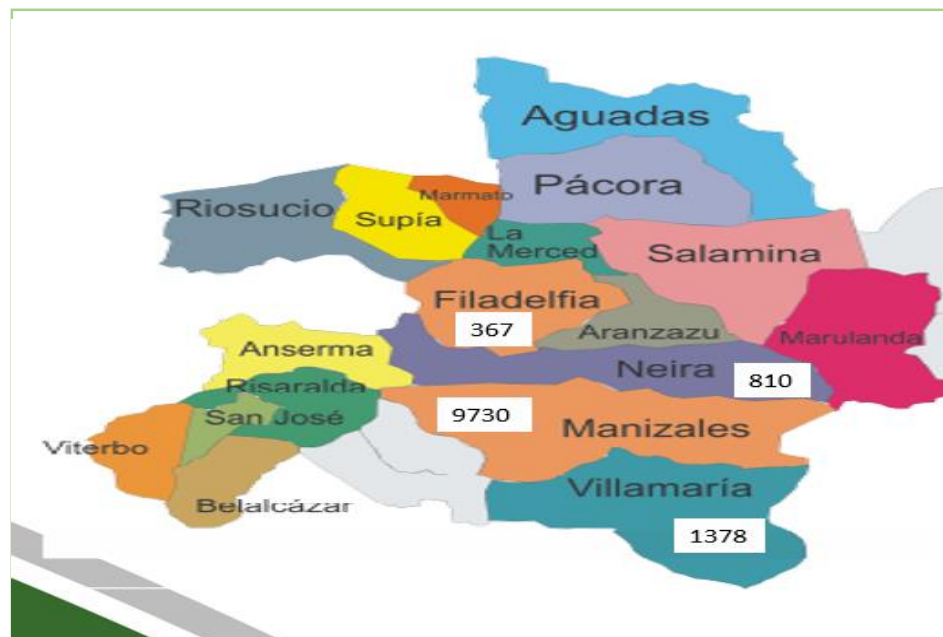 Aguadas
Pácora
Riosucio
Supía
Marmato
La
Merced
Salamina
Filadelfia
367
Aranzazu
Marulanda
Anserma
Neira
810
Risaralda
San José
9730
Manizales
Viterbo
Villamaría
Belalcázar
1378